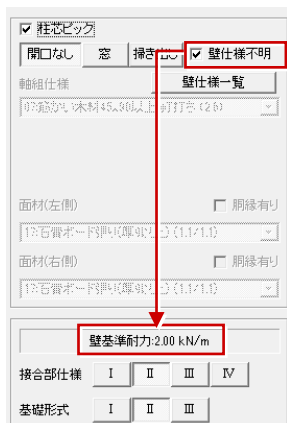 柱芯ピック
開口なし 窓 掃き出し 壁仕様不明
軸組仕様 壁仕様一覧
面材(左側) 胴縁有り
面材(右側) 胴縁有り
壁基準耐力:2.00 kN/m
接合部仕様 I II III IV
基礎形式 I II III